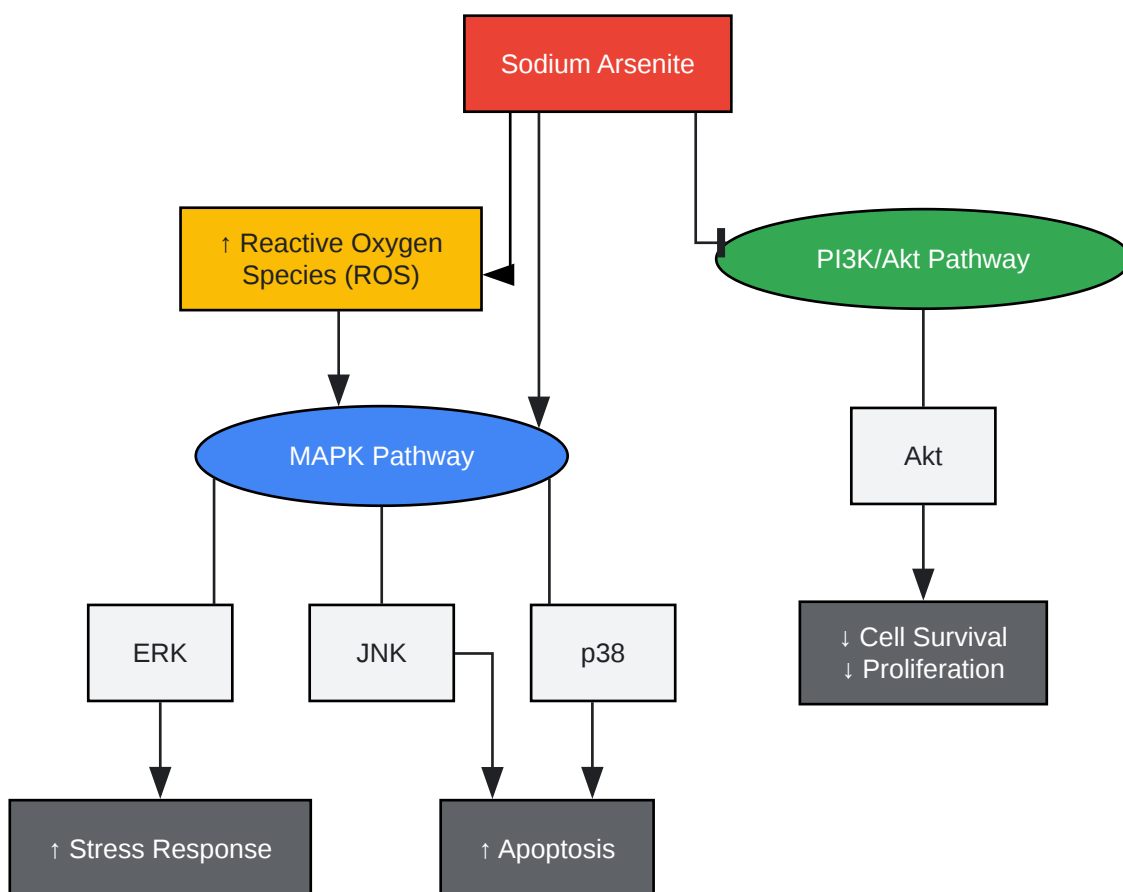 Sodium Arsenite
↑ Reactive Oxygen
Species (ROS)
PI3K/Akt Pathway
MAPK Pathway
Akt
ERK
JNK
p38
↓ Cell Survival
↓ Proliferation
↑ Stress Response
↑ Apoptosis